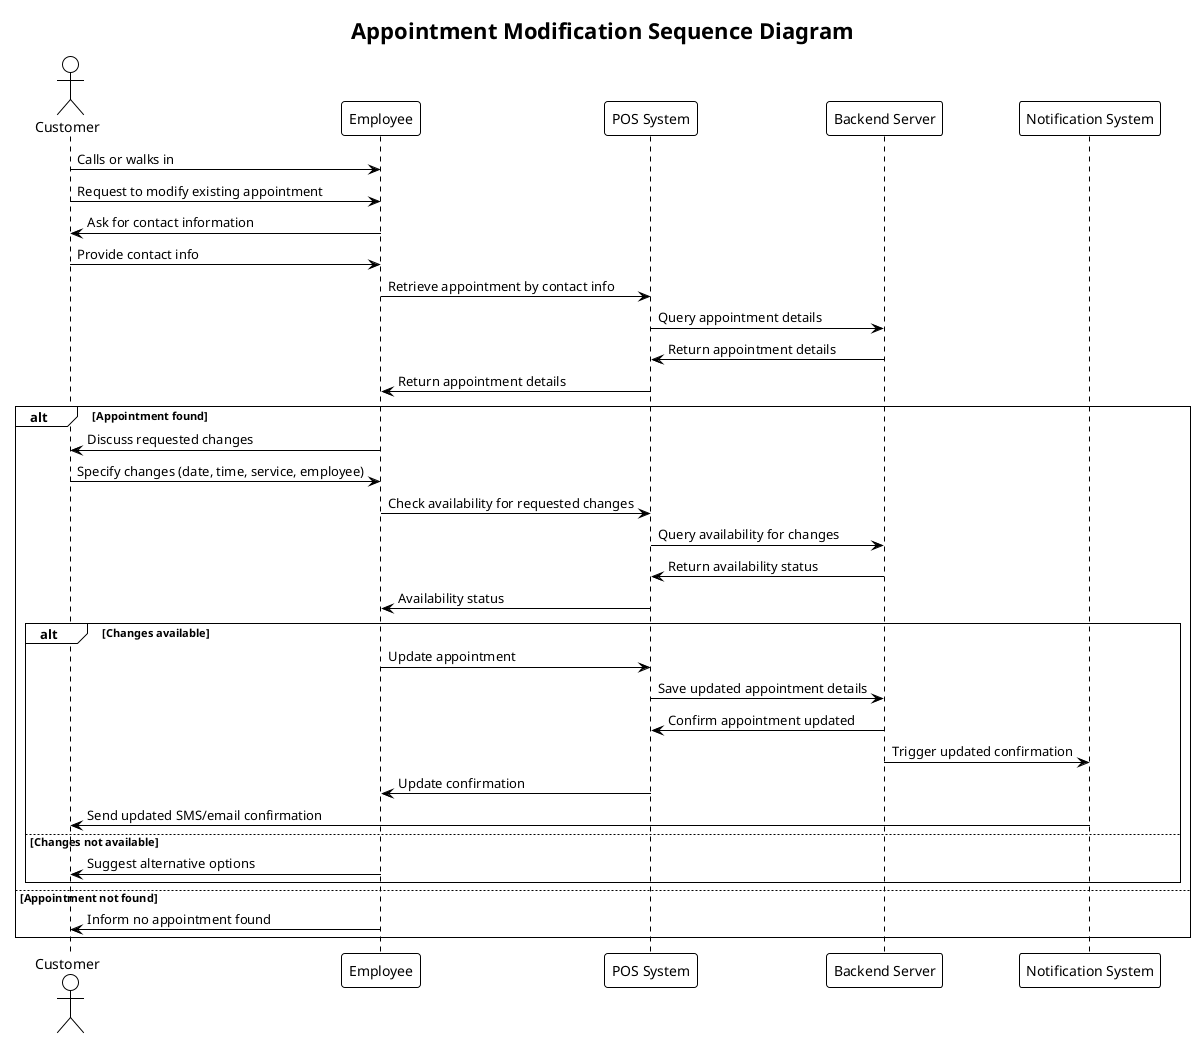 Appointment Modification Sequence Diagram
Customer
Employee
POS System
Backend Server
Notification System
Calls or walks in
Request to modify existing appointment
Ask for contact information
Provide contact info
Retrieve appointment by contact info
Query appointment details
Return appointment details
Return appointment details
alt
[Appointment found]
Discuss requested changes
Specify changes (date, time, service, employee)
Check availability for requested changes
Query availability for changes
Return availability status
Availability status
alt
[Changes available]
Update appointment
Save updated appointment details
Confirm appointment updated
Trigger updated confirmation
Update confirmation
Send updated SMS/email confirmation
[Changes not available]
Suggest alternative options
[Appointment not found]
Inform no appointment found
Customer
Employee
POS System
Backend Server
Notification System